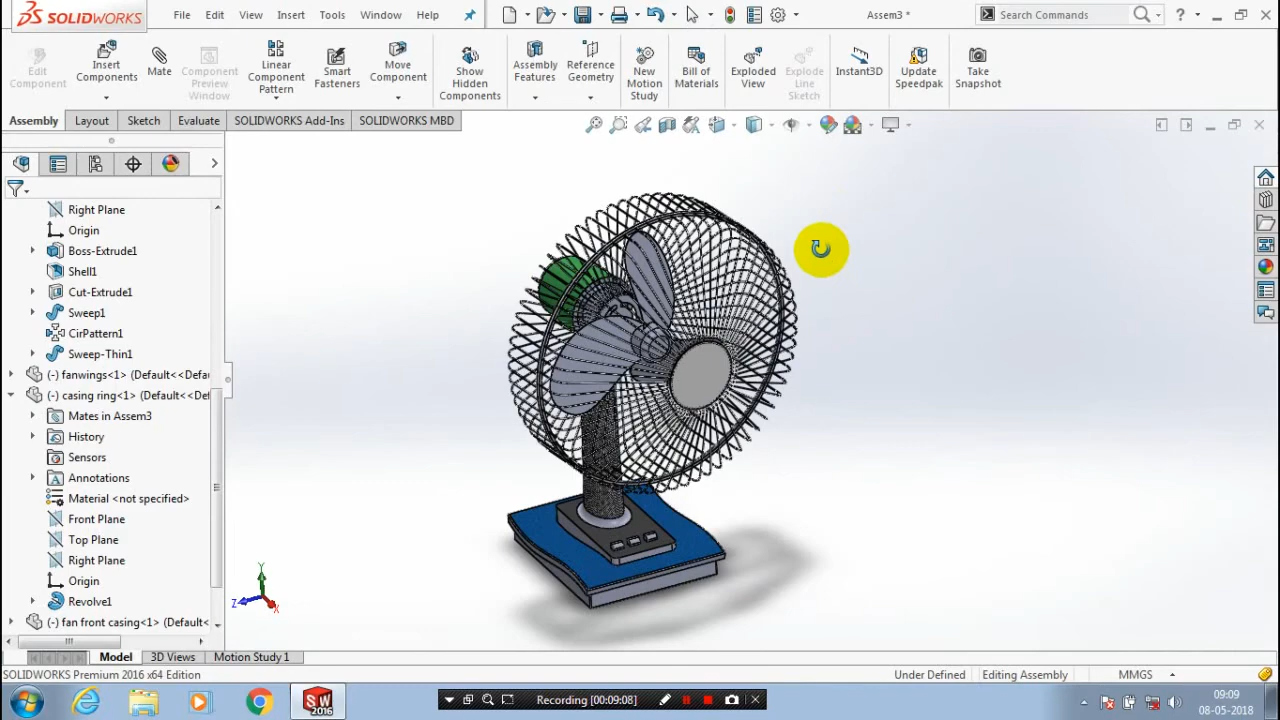 SOLIDWORKS
File Edit View Insert Tools Window Help
Assem3 *
Search Commands
?
Edit Component
Insert Components
Mate
Component Preview Window
Linear Component Pattern
Smart Fasteners
Move Component
Show Hidden Components
Assembly Features
Reference Geometry
New Motion Study
Bill of Materials
Exploded View
Explode Line Sketch
Instant3D
Update Speedpak
Take Snapshot
Assembly Layout Sketch Evaluate SOLIDWORKS Add-Ins SOLIDWORKS MBD
Right Plane
Origin
Boss-Extrude1
Shell1
Cut-Extrude1
Sweep1
CirPattern1
Sweep-Thin1
(-) fanwings<1> (Default<<Defa
(-) casing ring<1> (Default<<Def
Mates in Assem3
History
Sensors
Annotations
Material <not specified>
Front Plane
Top Plane
Right Plane
Origin
Revolve1
(-) fan front casing<1> (Default<
Y
Z
X
Model 3D Views Motion Study 1
SOLIDWORKS Premium 2016 x64 Edition
Under Defined Editing Assembly MMGS
SW 2016
Recording [00:09:08]
09:09
08-05-2018